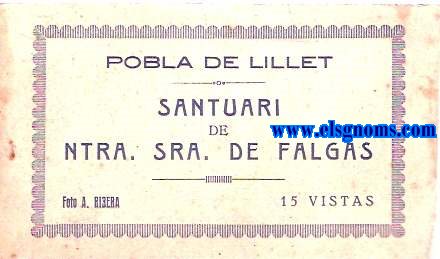 POBLA DE LILLET
SANTUARI
DE
www.elsgnoms.com
NTRA. SRA. DE FALGAS
Foto A. RIBERA
15 VISTAS